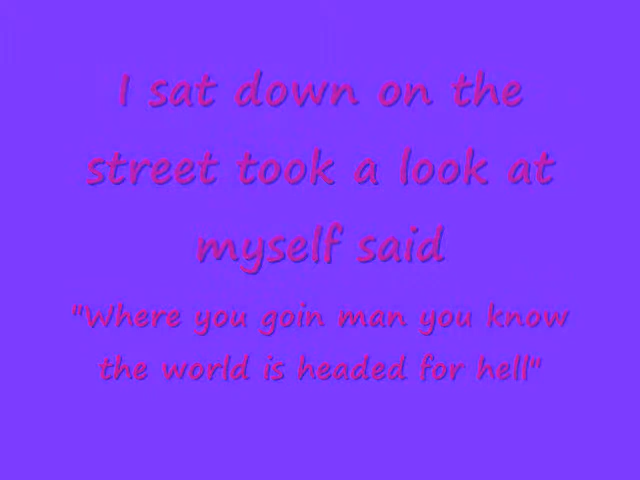 I sat down on the
street took a look at
myself said
"Where you goin man you know
the world is headed for hell"